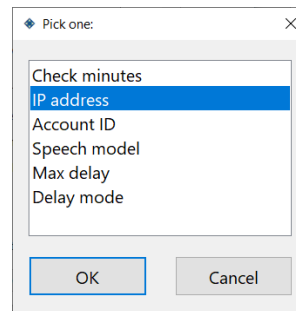 Pick one:
Check minutes
IP address
Account ID
Speech model
Max delay
Delay mode
OK
Cancel